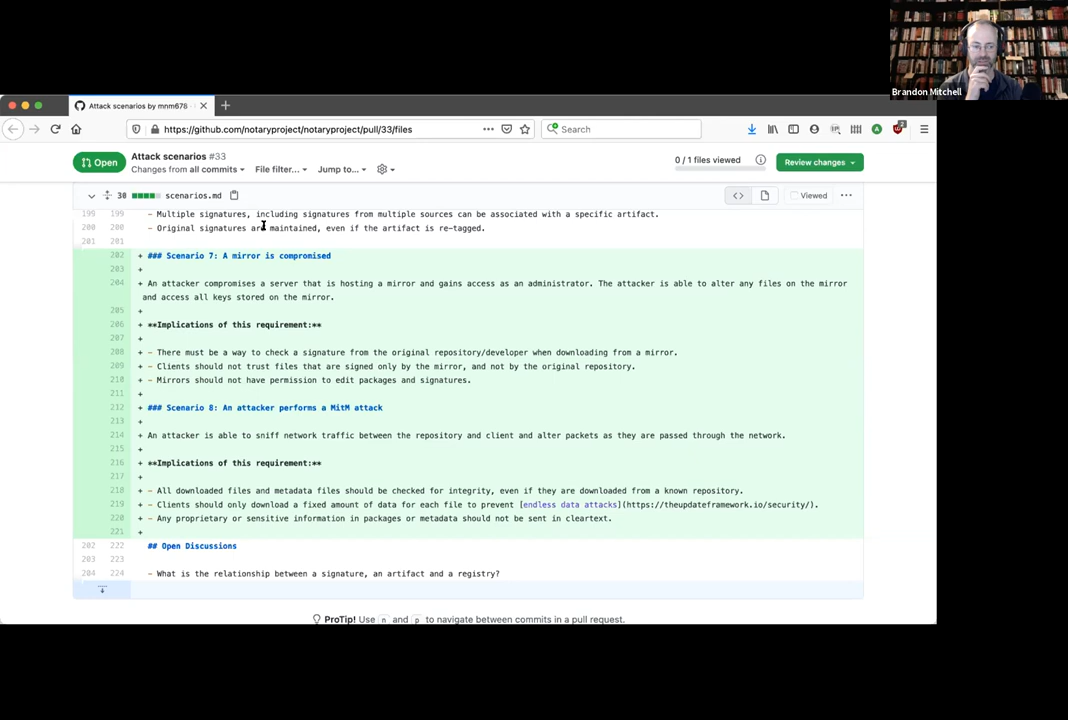 Brandon Mitchell
Attack scenarios by mnm678 ·
https://github.com/notaryproject/notaryproject/pull/33/files
Search
2
Open
Attack scenarios #33
Changes from all commits
File filter...
Jump to...
0 / 1 files viewed
Review changes
30
scenarios.md
Viewed
199 199 - Multiple signatures, including signatures from multiple sources can be associated with a specific artifact.
200 200 - Original signatures are maintained, even if the artifact is re-tagged.
201 201
202 + ### Scenario 7: A mirror is compromised
203 +
204 + An attacker compromises a server that is hosting a mirror and gains access as an administrator. The attacker is able to alter any files on the mirror
and access all keys stored on the mirror.
205 +
206 + **Implications of this requirement:**
207 +
208 + - There must be a way to check a signature from the original repository/developer when downloading from a mirror.
209 + - Clients should not trust files that are signed only by the mirror, and not by the original repository.
210 + - Mirrors should not have permission to edit packages and signatures.
211 +
212 + ### Scenario 8: An attacker performs a MitM attack
213 +
214 + An attacker is able to sniff network traffic between the repository and client and alter packets as they are passed through the network.
215 +
216 + **Implications of this requirement:**
217 +
218 + - All downloaded files and metadata files should be checked for integrity, even if they are downloaded from a known repository.
219 + - Clients should only download a fixed amount of data for each file to prevent [endless data attacks](https://theupdateframework.io/security/).
220 + - Any proprietary or sensitive information in packages or metadata should not be sent in cleartext.
221 +
202 222 ## Open Discussions
203 223
204 224 - What is the relationship between a signature, an artifact and a registry?
ProTip! Use n and p to navigate between commits in a pull request.